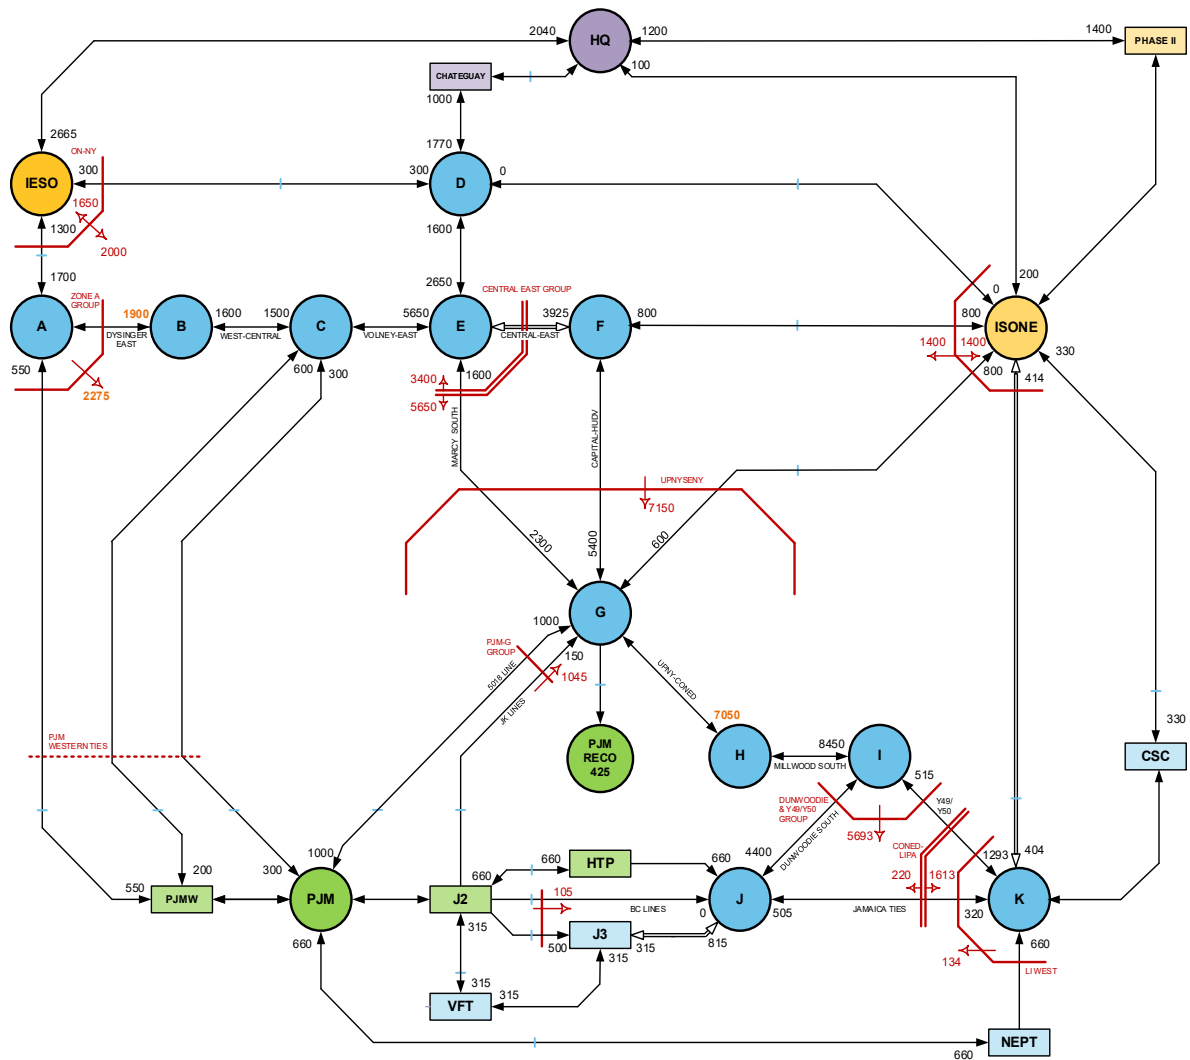 2040
HQ
1200
1400
PHASE II
100
CHATEGUAY
1000
2665
ON-NY
1770
300
IESO
300
D
0
1650
1300
2000
1600
1700
2650
200
0
ZONE A
GROUP
CENTRAL EAST GROUP
A
1900
B
1600
1500
C
5650
E
3925
F
800
800
ISONE
DYSINGER
EAST
WEST-CENTRAL
VOLNEY-EAST
CENTRAL-EAST
1400
1400
330
550
600
300
1600
800
414
2275
3400
5650
MARCY SOUTH
CAPITAL-HUDV
UPNYSENY
7150
2300
5400
600
G
1000
PJM-G
GROUP
150
5018 LINE
1045
JK LINES
UPNY-CONED
7050
PJM
RECO
425
H
8450
I
MILLWOOD SOUTH
PJM
WESTERN TIES
330
CSC
515
DUNWOODIE
& Y49/Y50
GROUP
Y49/
Y50
5693
DUNWOODIE SOUTH
CONED-
LIPA
1293
404
660
HTP
660
4400
1000
300
200
550
PJMW
PJM
660
J2
105
BC LINES
J
0
505
JAMAICA TIES
220
1613
320
K
315
500
J3
315
815
660
315
660
134
LI WEST
315
VFT
315
NEPT
660